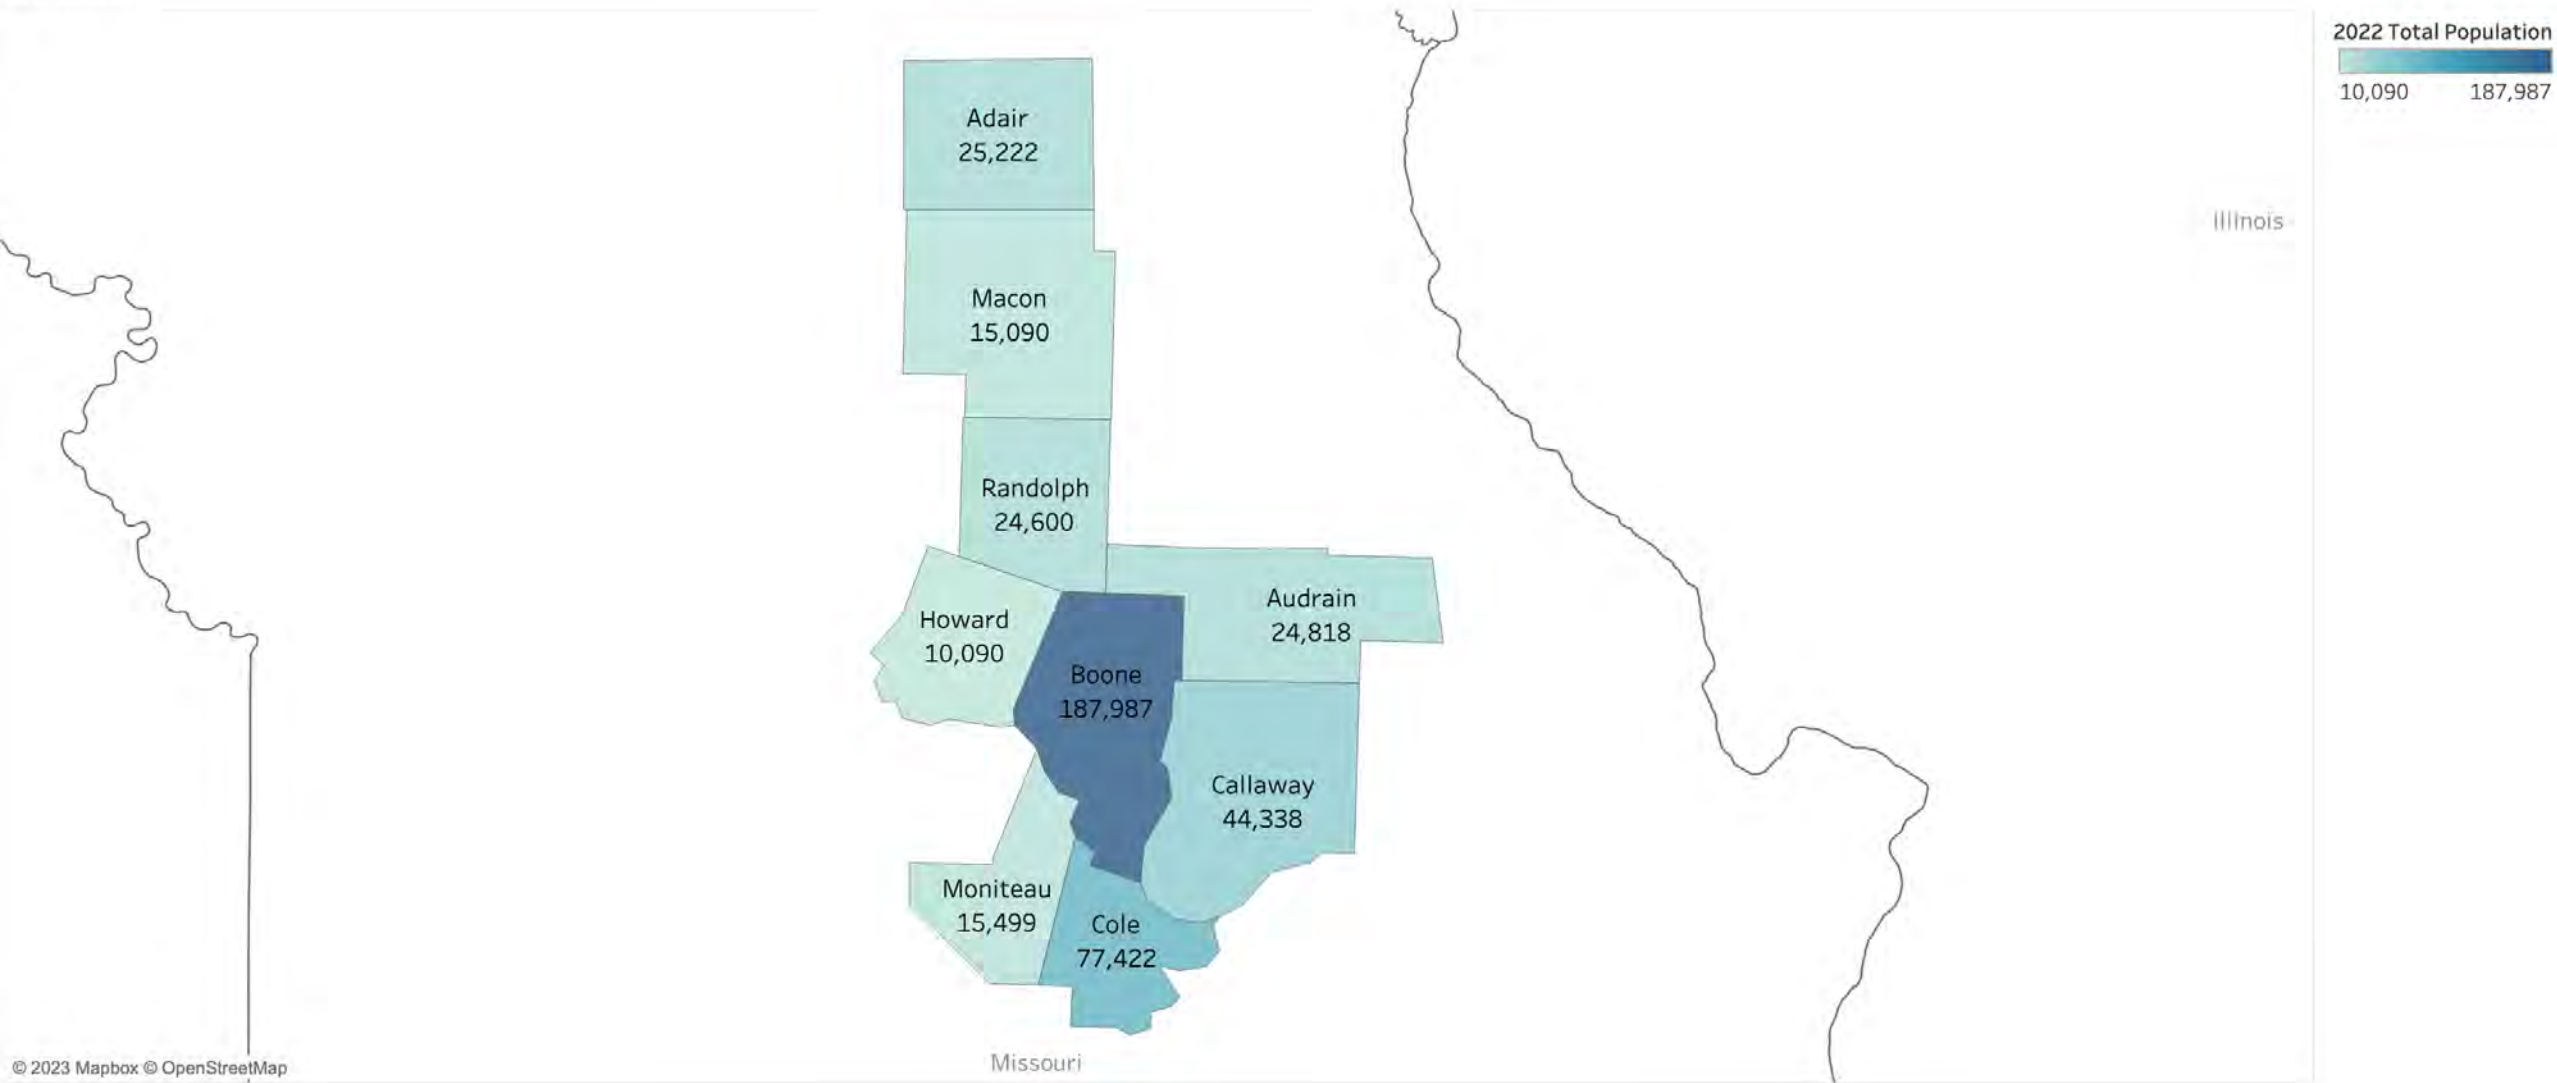 2022 Total Population
10,090 187,987
Adair
25,222
Illinois
Macon
15,090
Randolph
24,600
Audrain
24,818
Howard
10,090
Boone
187,987
Callaway
44,338
Moniteau
15,499
Cole
77,422
Missouri
© 2023 Mapbox © OpenStreetMap